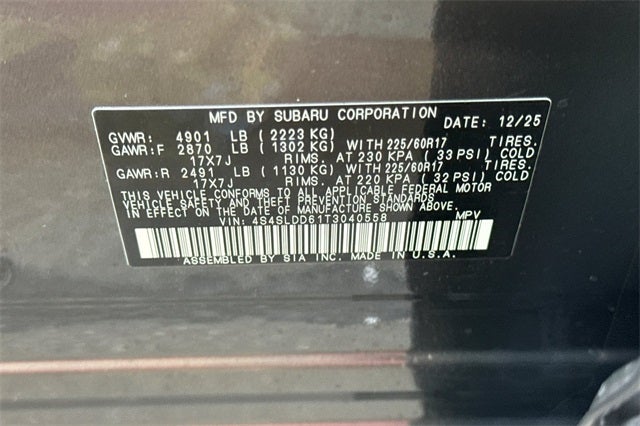 MFD BY SUBARU CORPORATION DATE: 12/25
GVWR: 4901 LB (2223 KG)
GAWR:F 2870 LB (1302 KG) WITH 225/60R17 TIRES.
17X7J RIMS. AT 230 KPA (33 PSI) COLD
GAWR:R 2491 LB (1130 KG) WITH 225/60R17 TIRES.
17X7J RIMS. AT 220 KPA (32 PSI) COLD
THIS VEHICLE CONFORMS TO ALL APPLICABLE FEDERAL MOTOR
VEHICLE SAFETY AND THEFT PREVENTION STANDARDS IN EFFECT
ON THE DATE OF MANUFACTURE SHOWN ABOVE.
VIN: 4S4SLDD61T3040558 MPV
ASSEMBLED BY SIA INC. MADE IN U.S.A.